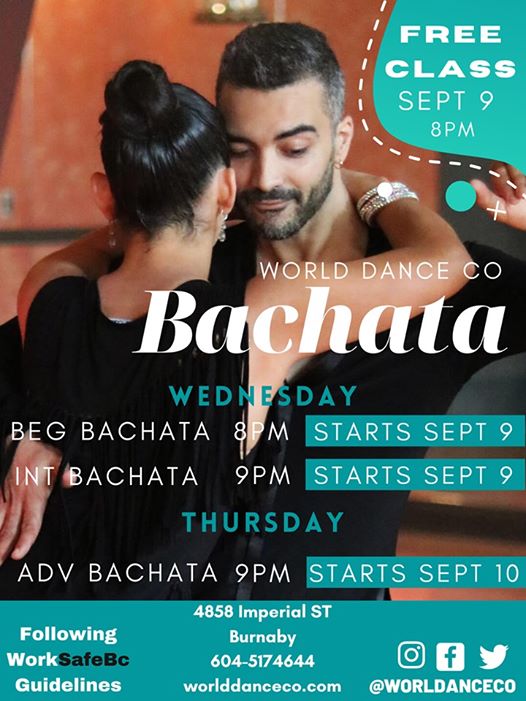 FREE
CLASS
SEPT 9
8PM
WORLD DANCE CO
Bachata
WEDNESDAY
BEG BACHATA 8PM STARTS SEPT 9
INT BACHATA 9PM STARTS SEPT 9
THURSDAY
ADV BACHATA 9PM STARTS SEPT 10
Following
WorkSafeBc
Guidelines
4858 Imperial ST
Burnaby
604-5174644
worlddanceco.com
@WORLDANCECO